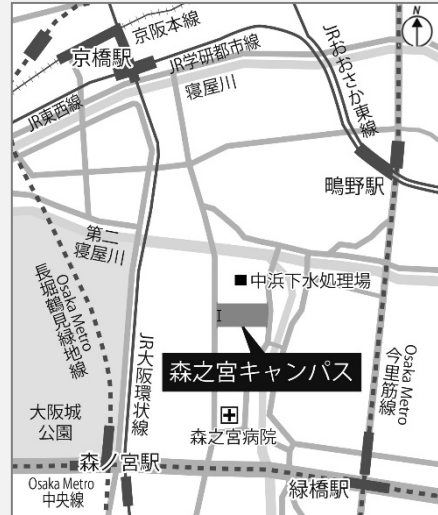 N
京阪本線
京橋駅
JR学研都市線
寝屋川
JR東西線
JRおおさか東線
鴫野駅
第二
寝屋川
■中浜下水処理場
Osaka Metro
長堀鶴見緑地線
JR大阪環状線
森之宮キャンパス
Osaka Metro
今里筋線
大阪城
公園
森之宮病院
森ノ宮駅
緑橋駅
Osaka Metro
中央線